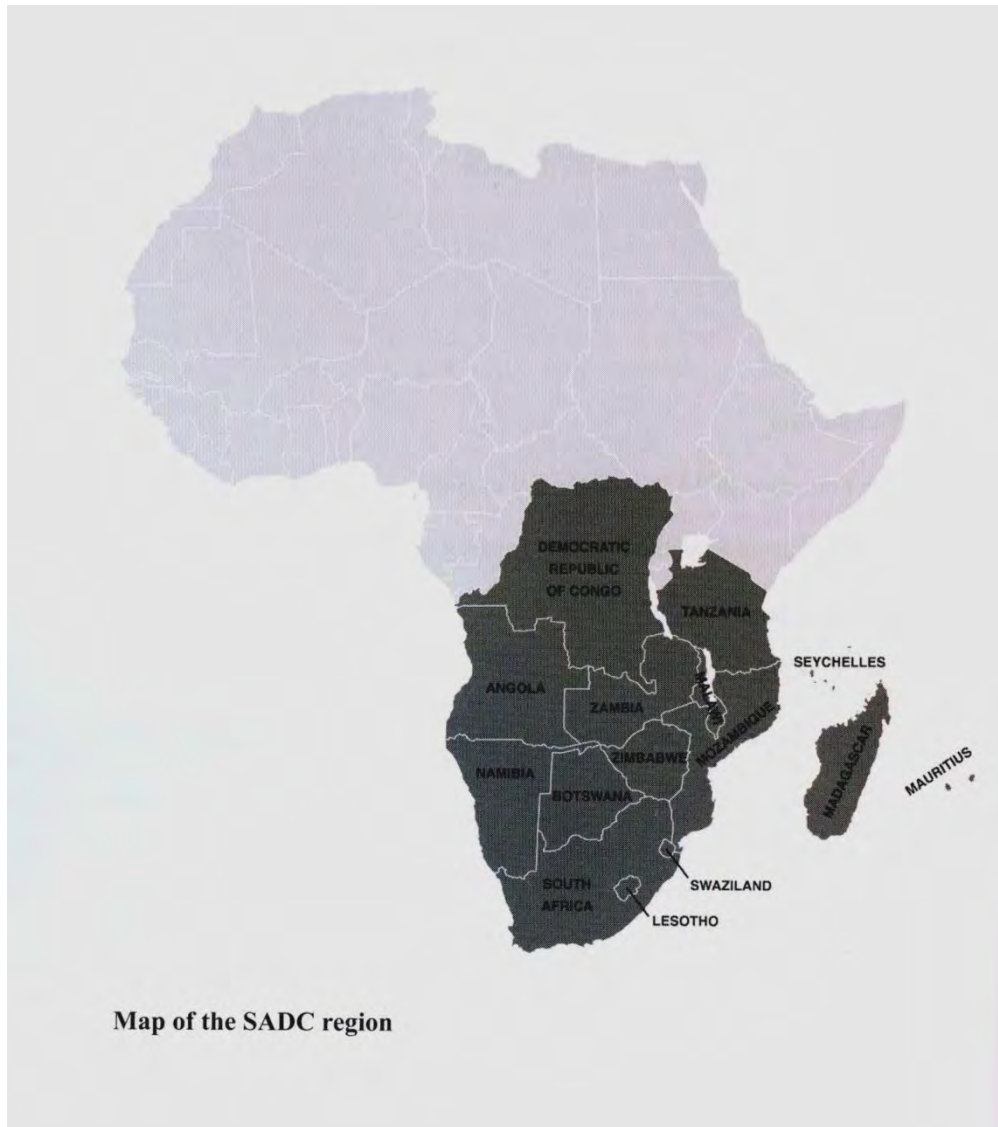 DEMOCRATIC
REPUBLIC
OF CONGO
TANZANIA
SEYCHELLES
ANGOLA
MALAWI
ZAMBIA
MOZAMBIQUE
ZIMBABWE
MADAGASCAR
MAURITIUS
NAMIBIA
BOTSWANA
SOUTH
AFRICA
SWAZILAND
LESOTHO
Map of the SADC region